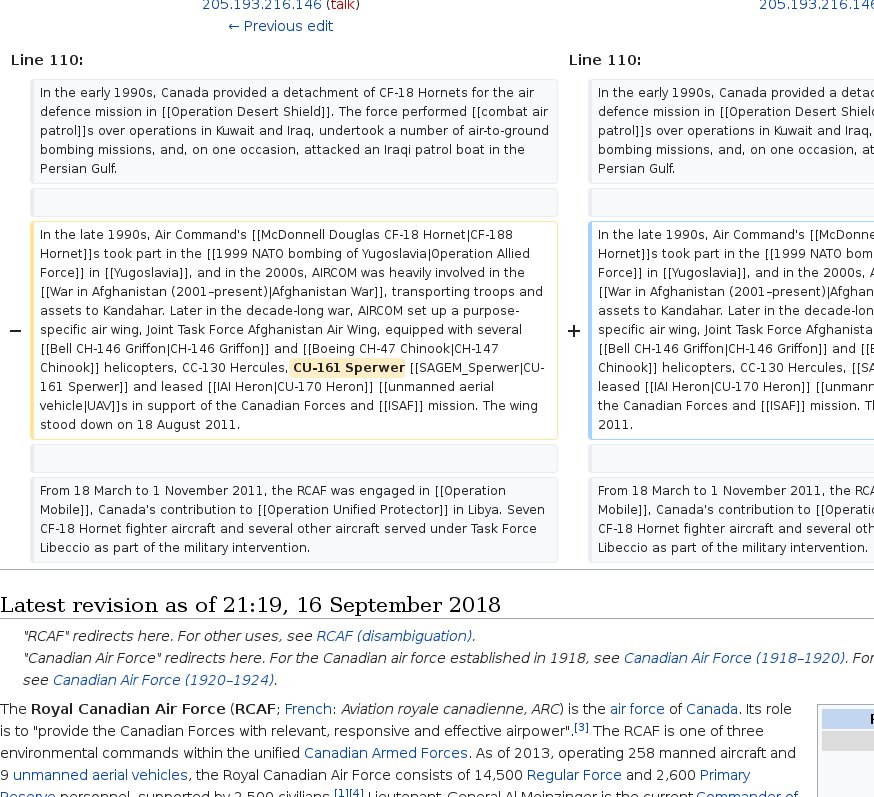 205.193.216.146 (talk)
205.193.216.146
← Previous edit
Line 110:
In the early 1990s, Canada provided a detachment of CF-18 Hornets for the air
defence mission in [[Operation Desert Shield]]. The force performed [[combat air
patrol]]s over operations in Kuwait and Iraq, undertook a number of air-to-ground
bombing missions, and, on one occasion, attacked an Iraqi patrol boat in the
Persian Gulf.
− In the late 1990s, Air Command's [[McDonnell Douglas CF-18 Hornet|CF-188
Hornet]]s took part in the [[1999 NATO bombing of Yugoslavia|Operation Allied
Force]] in [[Yugoslavia]], and in the 2000s, AIRCOM was heavily involved in the
[[War in Afghanistan (2001–present)|Afghanistan War]], transporting troops and
assets to Kandahar. Later in the decade-long war, AIRCOM set up a purpose-
specific air wing, Joint Task Force Afghanistan Air Wing, equipped with several
[[Bell CH-146 Griffon|CH-146 Griffon]] and [[Boeing CH-47 Chinook|CH-147
Chinook]] helicopters, CC-130 Hercules, CU-161 Sperwer [[SAGEM_Sperwer|CU-
161 Sperwer]] and leased [[IAI Heron|CU-170 Heron]] [[unmanned aerial
vehicle|UAV]]s in support of the Canadian Forces and [[ISAF]] mission. The wing
stood down on 18 August 2011.
From 18 March to 1 November 2011, the RCAF was engaged in [[Operation
Mobile]], Canada's contribution to [[Operation Unified Protector]] in Libya. Seven
CF-18 Hornet fighter aircraft and several other aircraft served under Task Force
Libeccio as part of the military intervention.
Line 110:
In the early 1990s, Canada provided a
defence mission in [[Operation Desert
patrol]]s over operations in Kuwait and Iraq,
bombing missions, and, on one occasion,
Persian Gulf.
+ In the late 1990s, Air Command's
Hornet]]s took part in the [[1999 NATO
Force]] in [[Yugoslavia]], and in the 2000s,
[[War in Afghanistan (2001–present)
assets to Kandahar. Later in the decade-
specific air wing, Joint Task Force
[[Bell CH-146 Griffon|CH-146 Griffon]] and
Chinook]] helicopters, CC-130 Hercules,
leased [[IAI Heron|CU-170 Heron]]
the Canadian Forces and [[ISAF]] mission.
2011.
From 18 March to 1 November 2011, the
Mobile]], Canada's contribution to
CF-18 Hornet fighter aircraft and several
Libeccio as part of the military intervention.
Latest revision as of 21:19, 16 September 2018
"RCAF" redirects here. For other uses, see RCAF (disambiguation).
"Canadian Air Force" redirects here. For the Canadian air force established in 1918, see Canadian Air Force (1918–1920). For
see Canadian Air Force (1920–1924).
The Royal Canadian Air Force (RCAF; French: Aviation royale canadienne, ARC) is the air force of Canada. Its role
is to "provide the Canadian Forces with relevant, responsive and effective airpower".[3] The RCAF is one of three
environmental commands within the unified Canadian Armed Forces. As of 2013, operating 258 manned aircraft and
9 unmanned aerial vehicles, the Royal Canadian Air Force consists of 14,500 Regular Force and 2,600 Primary
Reserve personnel, supported by 2,500 civilians.[1][4] Lieutenant-General Al Meinzinger is the current Commander of